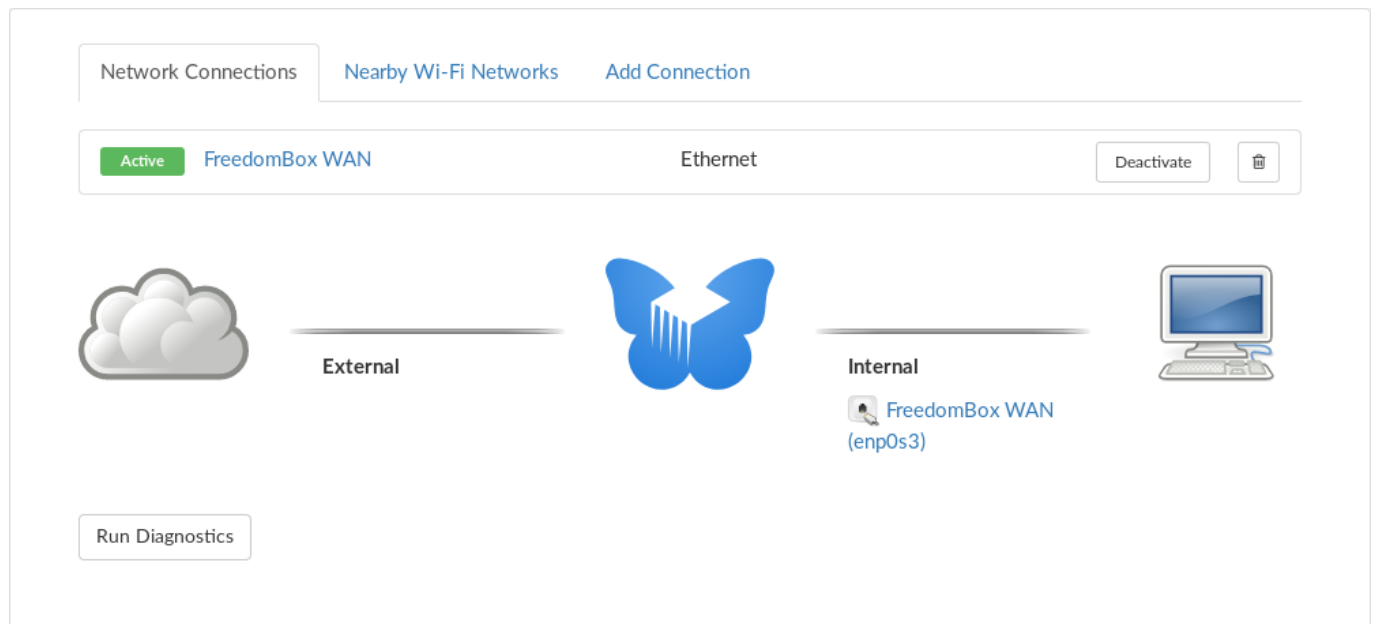 Network Connections Nearby Wi-Fi Networks Add Connection
Active FreedomBox WAN Ethernet Deactivate
External
Internal
FreedomBox WAN
(enp0s3)
Run Diagnostics